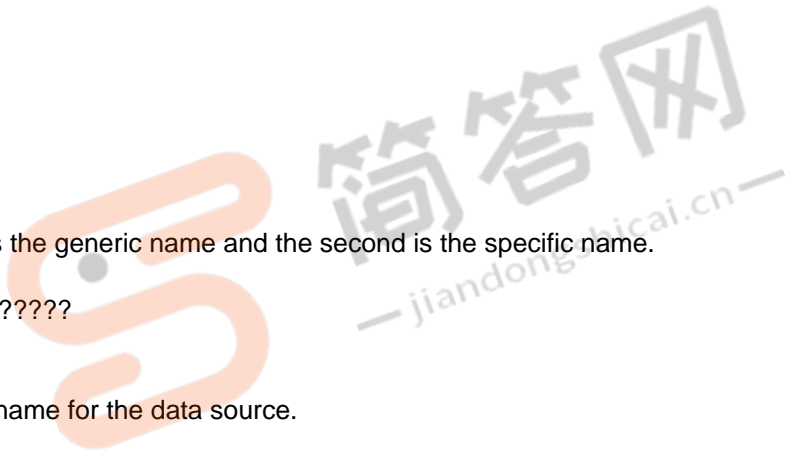 简答网
— jiandongshicai.cn —
s the generic name and the second is the specific name.
?????
name for the data source.